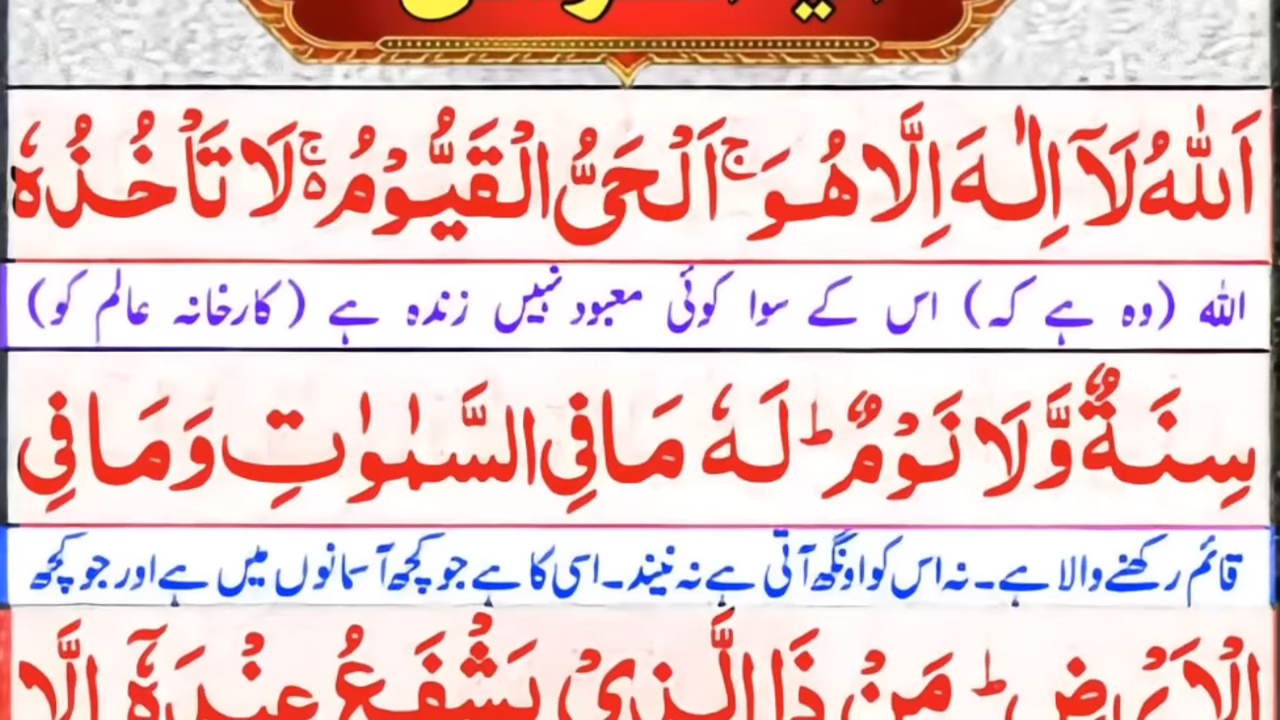 اَللّٰهُ لَاۤ اِلٰهَ اِلَّا هُوَ ۚ اَلْحَيُّ الْقَيُّوْمُ ۚ۬ لَا تَاْخُذُهٗ
اللہ (وہ ہے کہ) اس کے سوا کوئی معبود نہیں زندہ ہے (کارخانہ عالم کو)
سِنَةٌ وَّلَا نَوْمٌ ؕ لَهٗ مَا فِي السَّمٰوٰتِ وَمَا فِي
قائم رکھنے والا ہے۔ نہ اس کو اونگھ آتی ہے نہ نیند۔ اسی کا ہے جو کچھ آسمانوں میں ہے اور جو کچھ
الْاَرْضِ ؕ مَنْ ذَا الَّذِيْ يَشْفَعُ عِنْدَهٗۤ اِلَّا